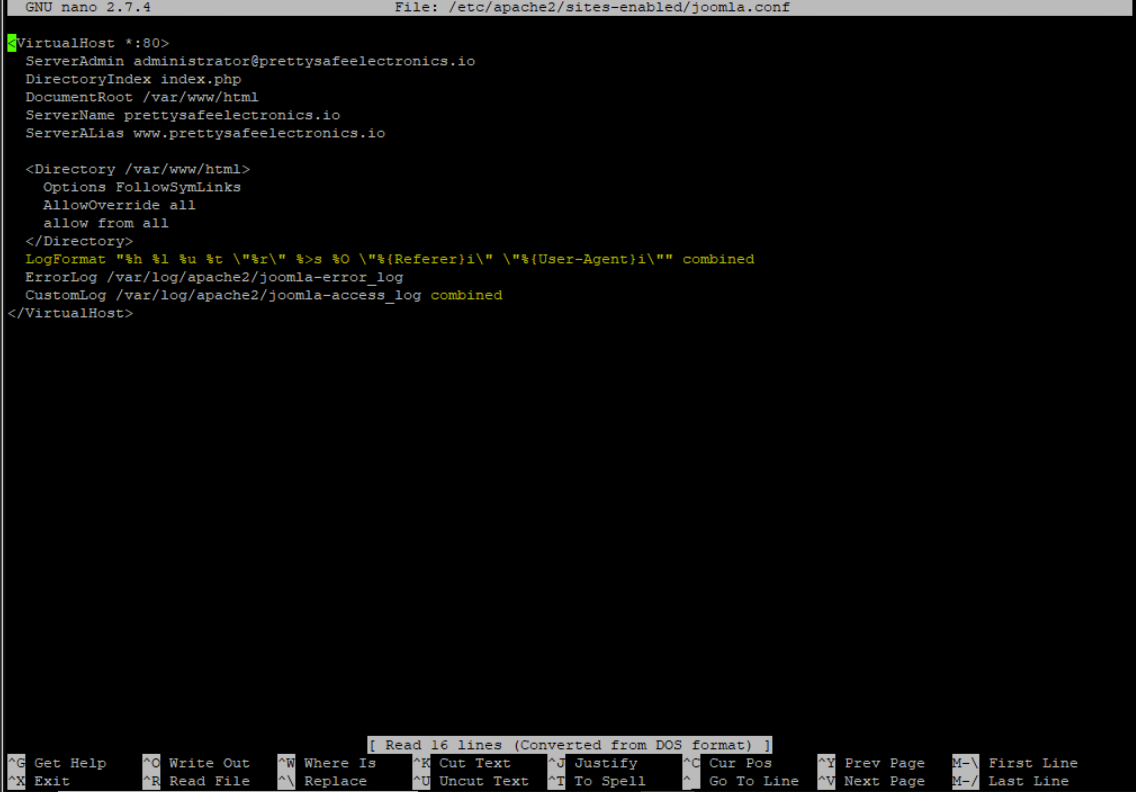 GNU nano 2.7.4 File: /etc/apache2/sites-enabled/joomla.conf
<VirtualHost *:80>
ServerAdmin administrator@prettysafeelectronics.io
DirectoryIndex index.php
DocumentRoot /var/www/html
ServerName prettysafeelectronics.io
ServerALias www.prettysafeelectronics.io
<Directory /var/www/html>
Options FollowSymLinks
AllowOverride all
allow from all
</Directory>
LogFormat "%h %l %u %t \"%r\" %>s %O \"%{Referer}i\" \"%{User-Agent}i\"" combined
ErrorLog /var/log/apache2/joomla-error_log
CustomLog /var/log/apache2/joomla-access_log combined
</VirtualHost>
[ Read 16 lines (Converted from DOS format) ]
^G Get Help ^O Write Out ^W Where Is ^K Cut Text ^J Justify ^C Cur Pos ^Y Prev Page M-\ First Line
^X Exit ^R Read File ^\ Replace ^U Uncut Text ^T To Spell ^_ Go To Line ^V Next Page M-/ Last Line